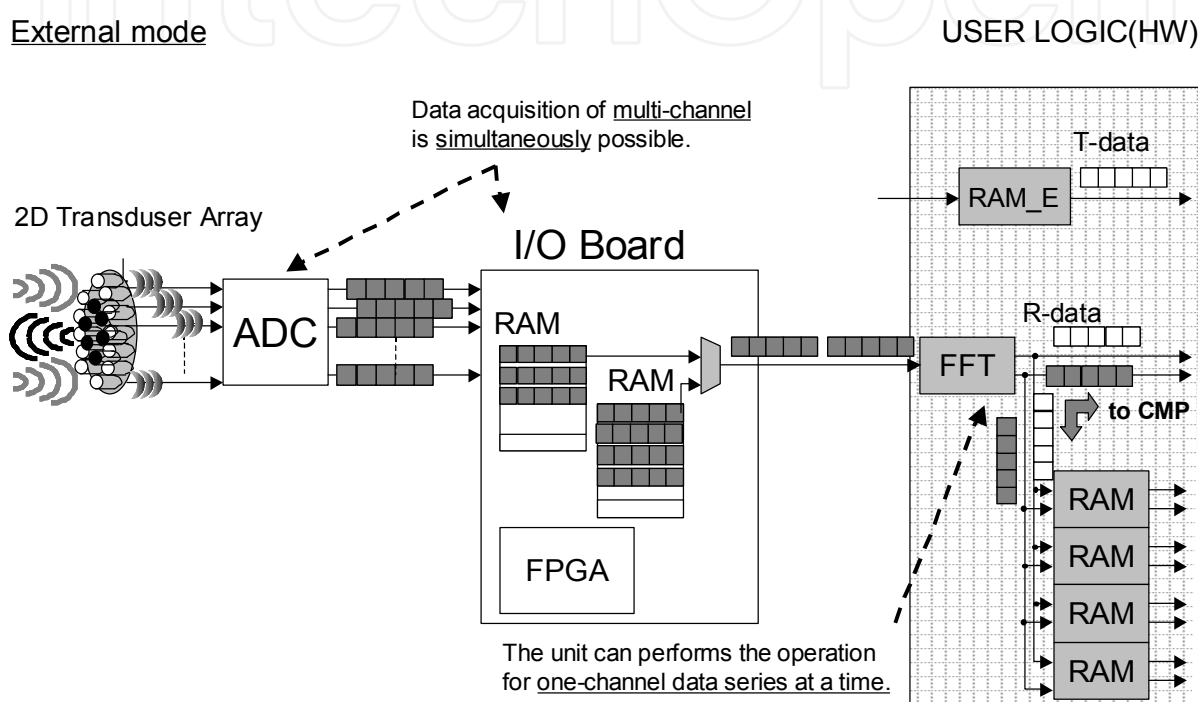 intechopen
External mode
USER LOGIC(HW)
Data acquisition of multi-channel
is simultaneously possible.
T-data
RAM_E
2D Transduser Array
I/O Board
ADC
RAM
RAM
R-data
FFT
to CMP
RAM
RAM
RAM
RAM
FPGA
The unit can performs the operation
for one-channel data series at a time.